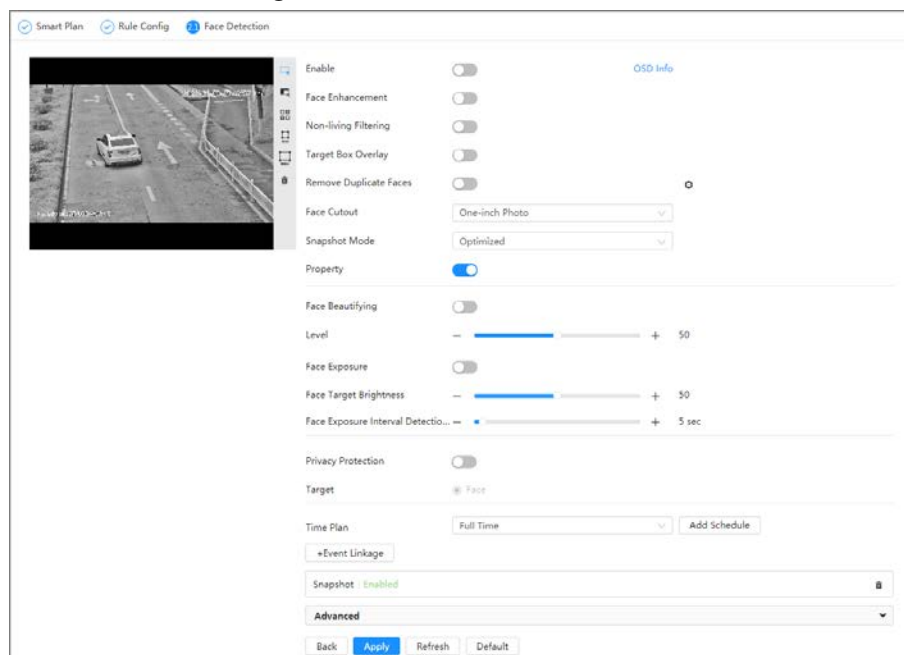 Smart Plan Rule Config 2.1 Face Detection
Enable OSD Info
Face Enhancement
Non-living Filtering
Target Box Overlay
Remove Duplicate Faces
Face Cutout One-inch Photo
Snapshot Mode Optimized
Property
Face Beautifying
Level − + 50
Face Exposure
Face Target Brightness − + 50
Face Exposure Interval Detectio... − + 5 sec
Privacy Protection
Target Face
Time Plan Full Time Add Schedule
+Event Linkage
Snapshot Enabled
Advanced
Back Apply Refresh Default